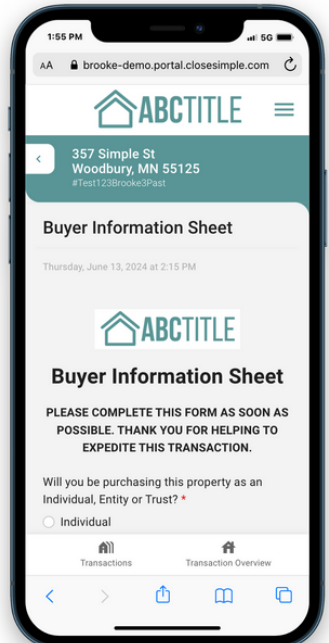 1:55 PM
5G
AA brooke-demo.portal.closesimple.com
ABCTITLE
357 Simple St
Woodbury, MN 55125
#Test123Brooke3Past
Buyer Information Sheet
Thursday, June 13, 2024 at 2:15 PM
ABCTITLE
Buyer Information Sheet
PLEASE COMPLETE THIS FORM AS SOON AS
POSSIBLE. THANK YOU FOR HELPING TO
EXPEDITE THIS TRANSACTION.
Will you be purchasing this property as an
Individual, Entity or Trust? *
Individual
Transactions Transaction Overview